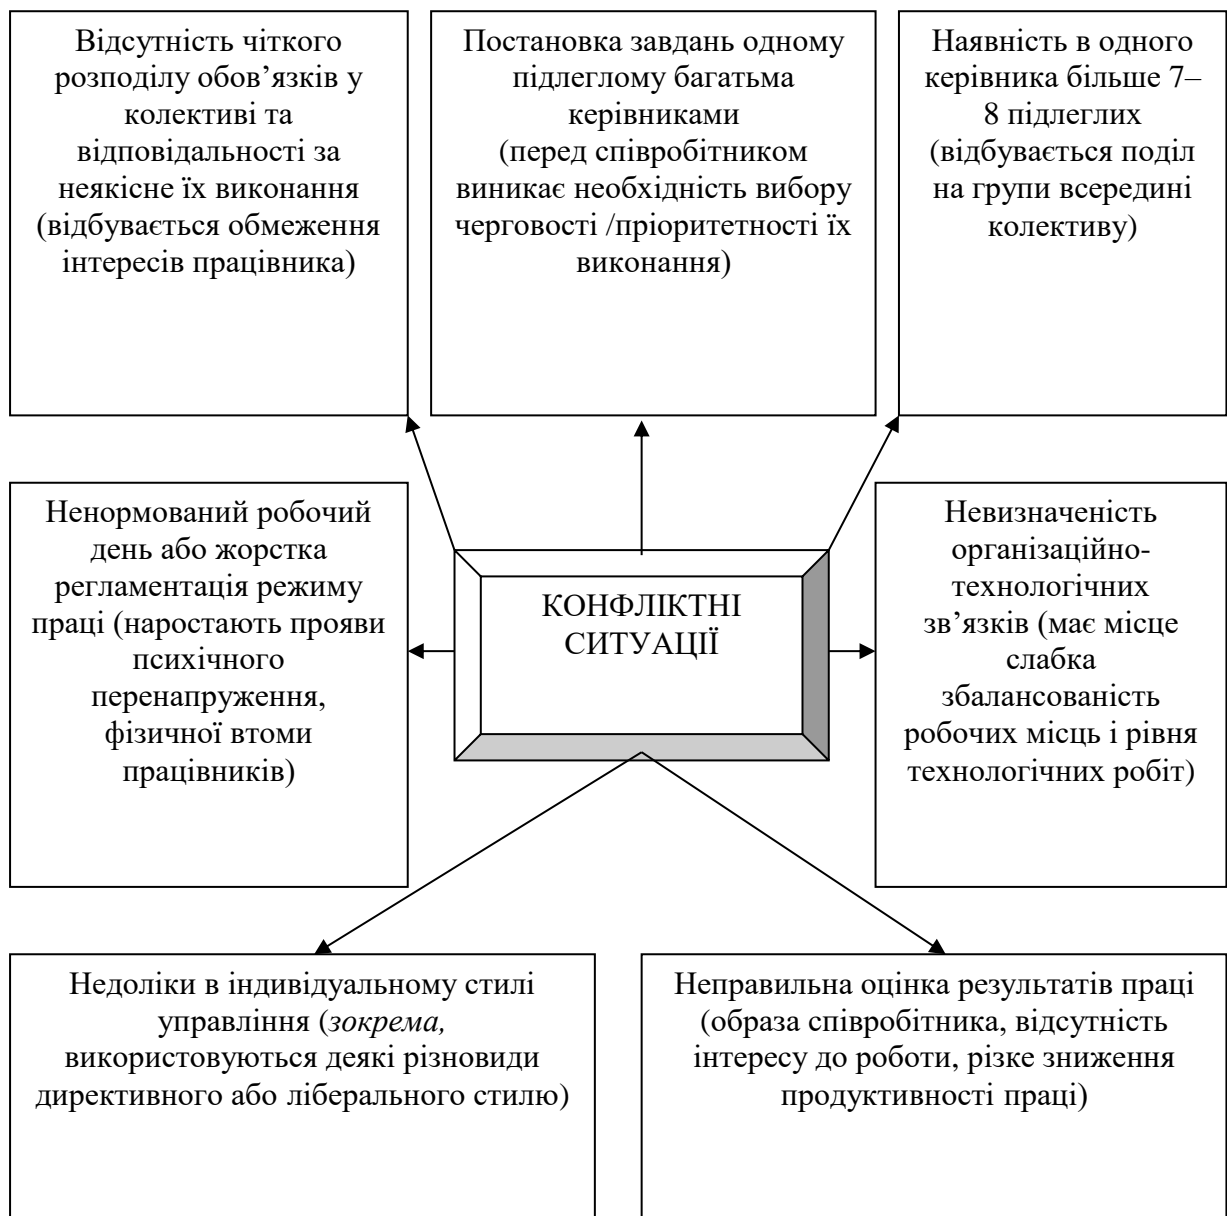 Відсутність чіткого
розподілу обов’язків у
колективі та
відповідальності за
неякісне їх виконання
(відбувається обмеження
інтересів працівника)
Постановка завдань одному
підлеглому багатьма
керівниками
(перед співробітником
виникає необхідність вибору
черговості /пріоритетності їх
виконання)
Наявність в одного
керівника більше 7–
8 підлеглих
(відбувається поділ
на групи всередині
колективу)
Ненормований робочий
день або жорстка
регламентація режиму
праці (наростають прояви
психічного
перенапруження,
фізичної втоми
працівників)
КОНФЛІКТНІ
СИТУАЦІЇ
Невизначеність
організаційно-
технологічних
зв’язків (має місце
слабка
збалансованість
робочих місць і рівня
технологічних робіт)
Недоліки в індивідуальному стилі
управління (зокрема,
використовуються деякі різновиди
директивного або ліберального стилю)
Неправильна оцінка результатів праці
(образа співробітника, відсутність
інтересу до роботи, різке зниження
продуктивності праці)